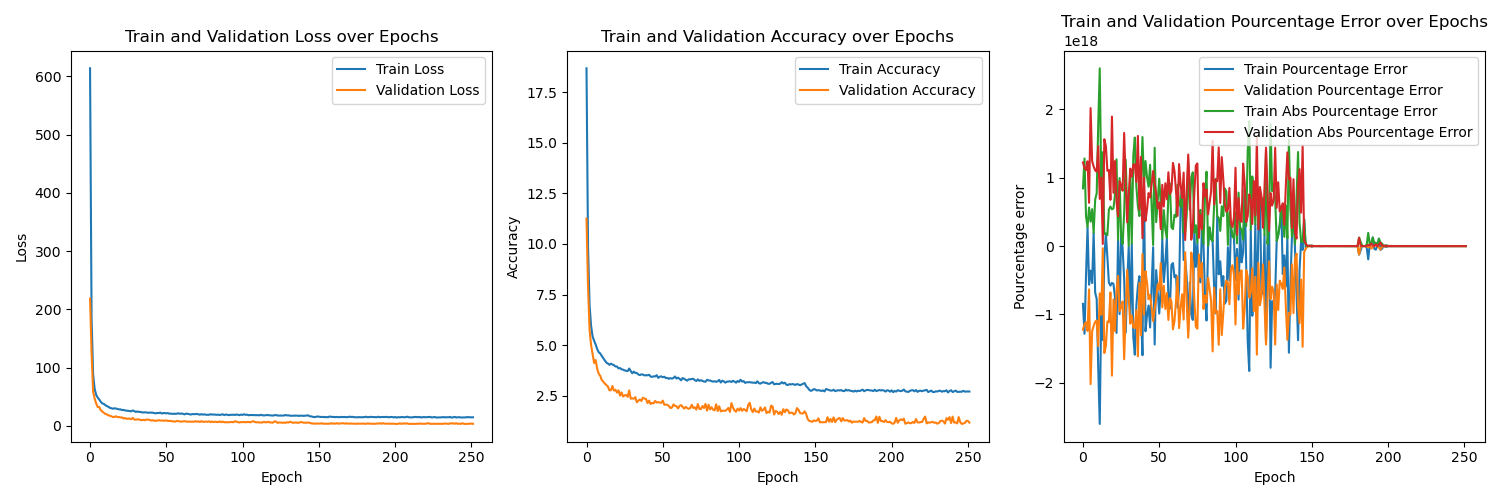 Train and Validation Loss over Epochs
Train Loss
Validation Loss
600
500
400
300
200
100
0
Loss
0 50 100 150 200 250
Epoch
Train and Validation Accuracy over Epochs
Train Accuracy
Validation Accuracy
17.5
15.0
12.5
10.0
7.5
5.0
2.5
Accuracy
0 50 100 150 200 250
Epoch
Train and Validation Pourcentage Error over Epochs
1e18
Train Pourcentage Error
Validation Pourcentage Error
Train Abs Pourcentage Error
Validation Abs Pourcentage Error
2
1
0
−1
−2
Pourcentage error
0 50 100 150 200 250
Epoch